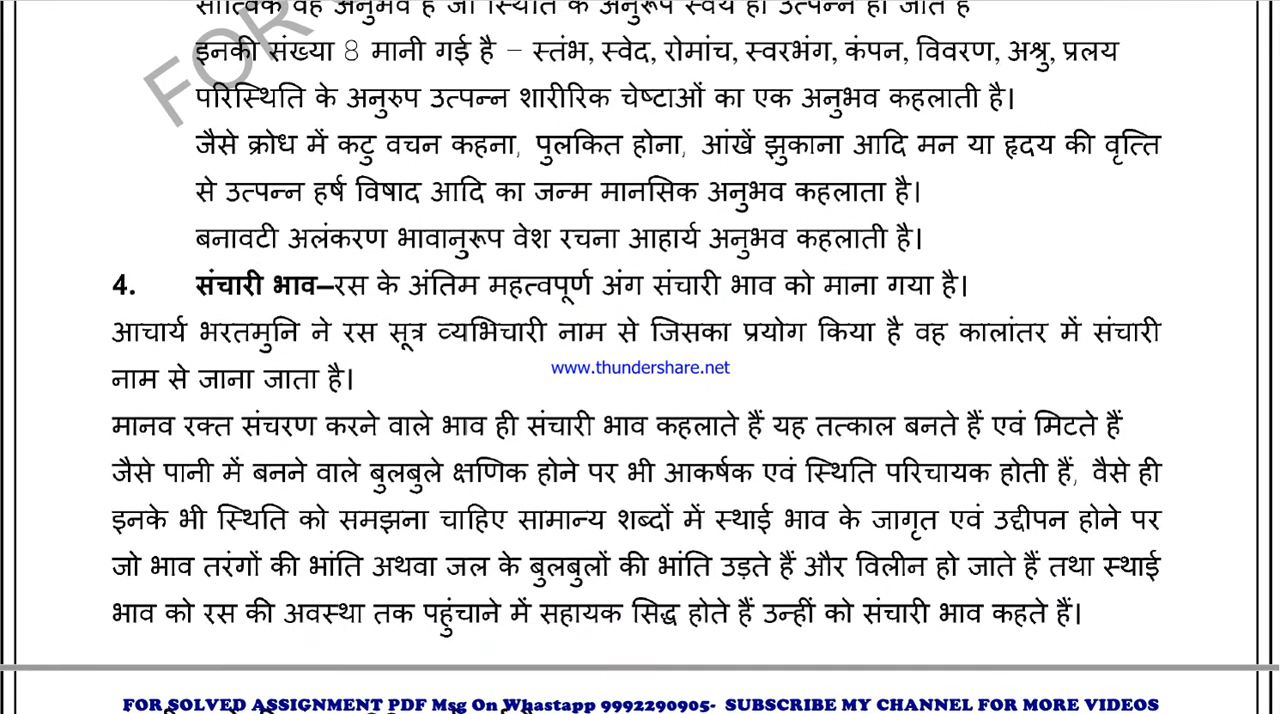 सात्विक वह अनुभव है जो स्थिति के अनुरूप स्वयं ही उत्पन्न हो जाते हैं
इनकी संख्या 8 मानी गई है – स्तंभ, स्वेद, रोमांच, स्वरभंग, कंपन, विवरण, अश्रु, प्रलय
परिस्थिति के अनुरुप उत्पन्न शारीरिक चेष्टाओं का एक अनुभव कहलाती है।
जैसे क्रोध में कटु वचन कहना, पुलकित होना, आंखें झुकाना आदि मन या हृदय की वृत्ति
से उत्पन्न हर्ष विषाद आदि का जन्म मानसिक अनुभव कहलाता है।
बनावटी अलंकरण भावानुरूप वेश रचना आहार्य अनुभव कहलाती है।
4. संचारी भाव–रस के अंतिम महत्वपूर्ण अंग संचारी भाव को माना गया है।
आचार्य भरतमुनि ने रस सूत्र व्यभिचारी नाम से जिसका प्रयोग किया है वह कालांतर में संचारी
www.thundershare.net
नाम से जाना जाता है।
मानव रक्त संचरण करने वाले भाव ही संचारी भाव कहलाते हैं यह तत्काल बनते हैं एवं मिटते हैं
जैसे पानी में बनने वाले बुलबुले क्षणिक होने पर भी आकर्षक एवं स्थिति परिचायक होती हैं, वैसे ही
इनके भी स्थिति को समझना चाहिए सामान्य शब्दों में स्थाई भाव के जागृत एवं उद्दीपन होने पर
जो भाव तरंगों की भांति अथवा जल के बुलबुलों की भांति उड़ते हैं और विलीन हो जाते हैं तथा स्थाई
भाव को रस की अवस्था तक पहुंचाने में सहायक सिद्ध होते हैं उन्हीं को संचारी भाव कहते हैं।
FOR SOLVED ASSIGNMENT PDF Msg On Whastapp 9992290905- SUBSCRIBE MY CHANNEL FOR MORE VIDEOS
FOR